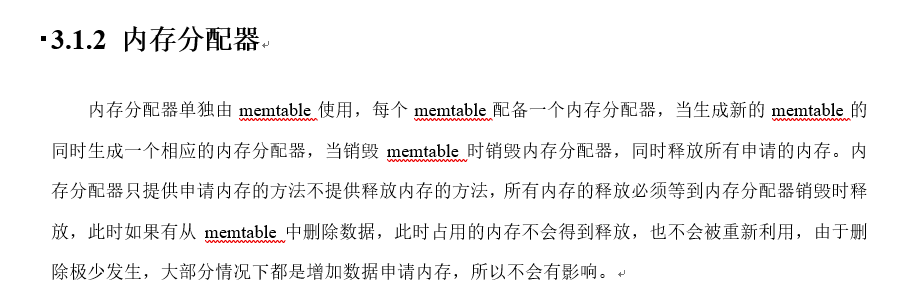 3.1.2 内存分配器
内存分配器单独由 memtable 使用，每个 memtable 配备一个内存分配器，当生成新的 memtable 的
同时生成一个相应的内存分配器，当销毁 memtable 时销毁内存分配器，同时释放所有申请的内存。内
存分配器只提供申请内存的方法不提供释放内存的方法，所有内存的释放必须等到内存分配器销毁时释
放，此时如果有从 memtable 中删除数据，此时占用的内存不会得到释放，也不会被重新利用，由于删
除极少发生，大部分情况下都是增加数据申请内存，所以不会有影响。